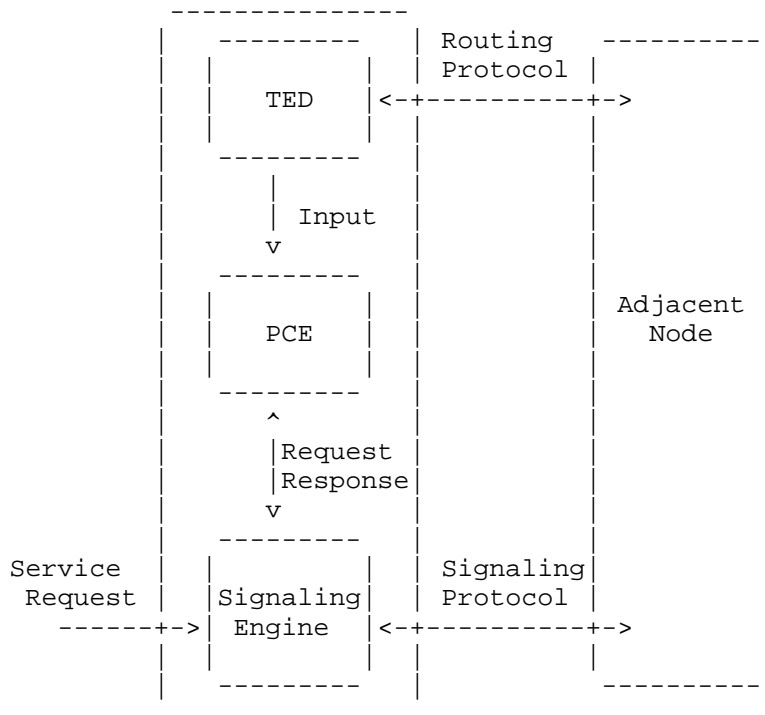 Routing
Protocol
TED
Input
PCE
Adjacent
Node
Request
Response
Service
Request
Signaling
Engine
Signaling
Protocol